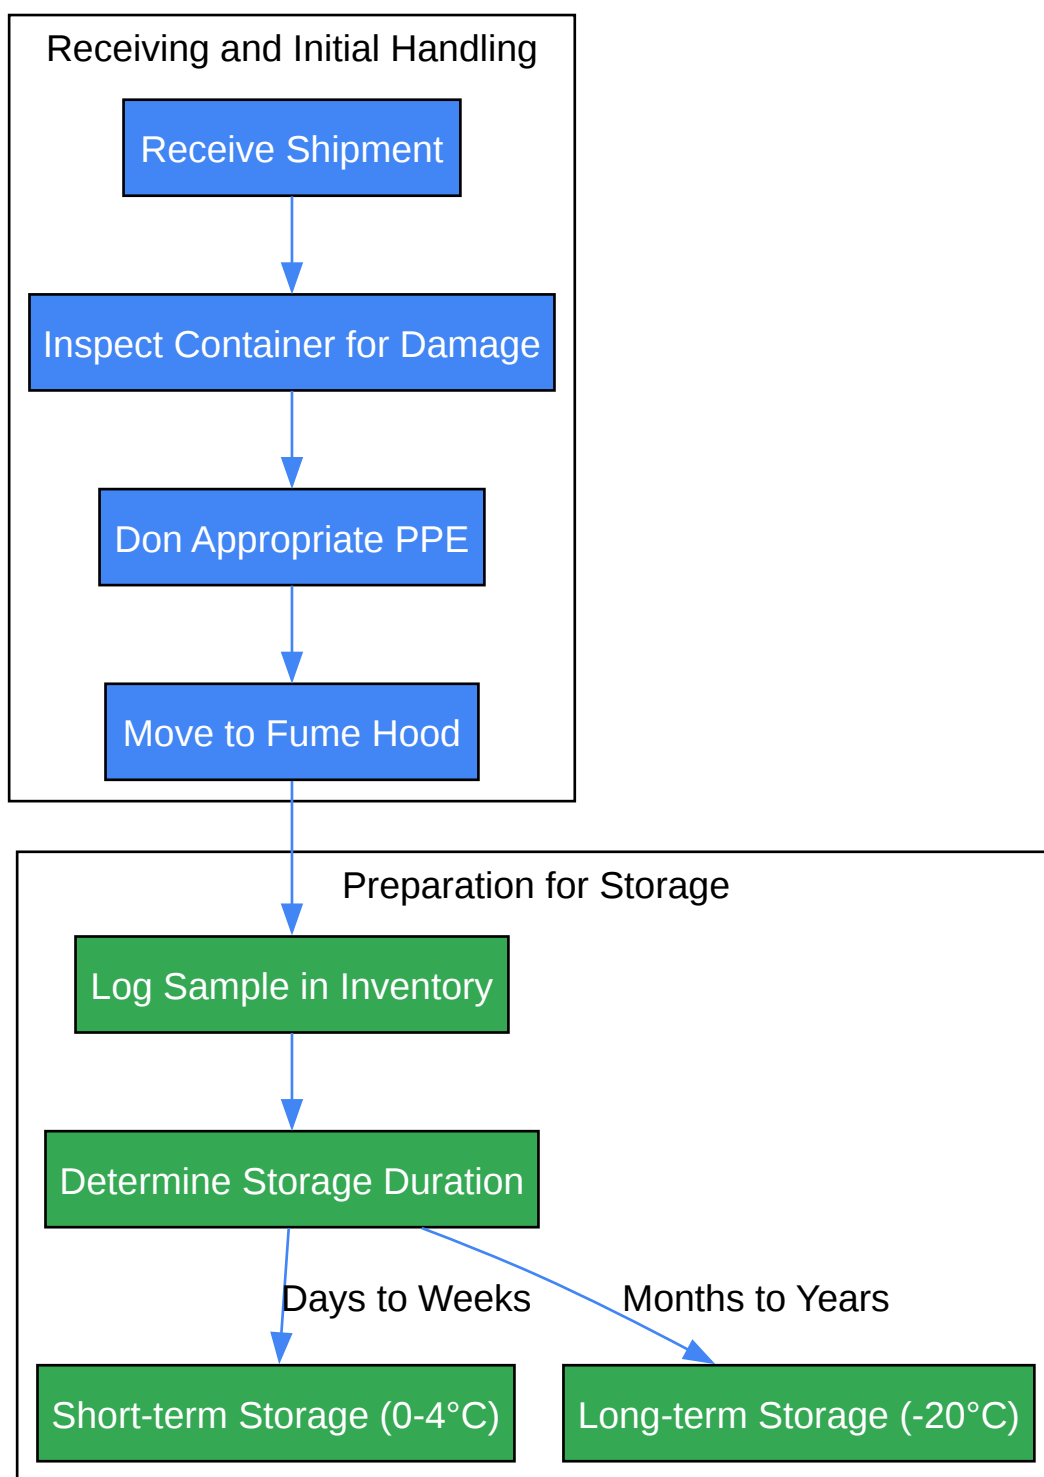 Receiving and Initial Handling
Receive Shipment
Inspect Container for Damage
Don Appropriate PPE
Move to Fume Hood
Preparation for Storage
Log Sample in Inventory
Determine Storage Duration
Days to Weeks
Months to Years
Short-term Storage (0-4°C)
Long-term Storage (-20°C)